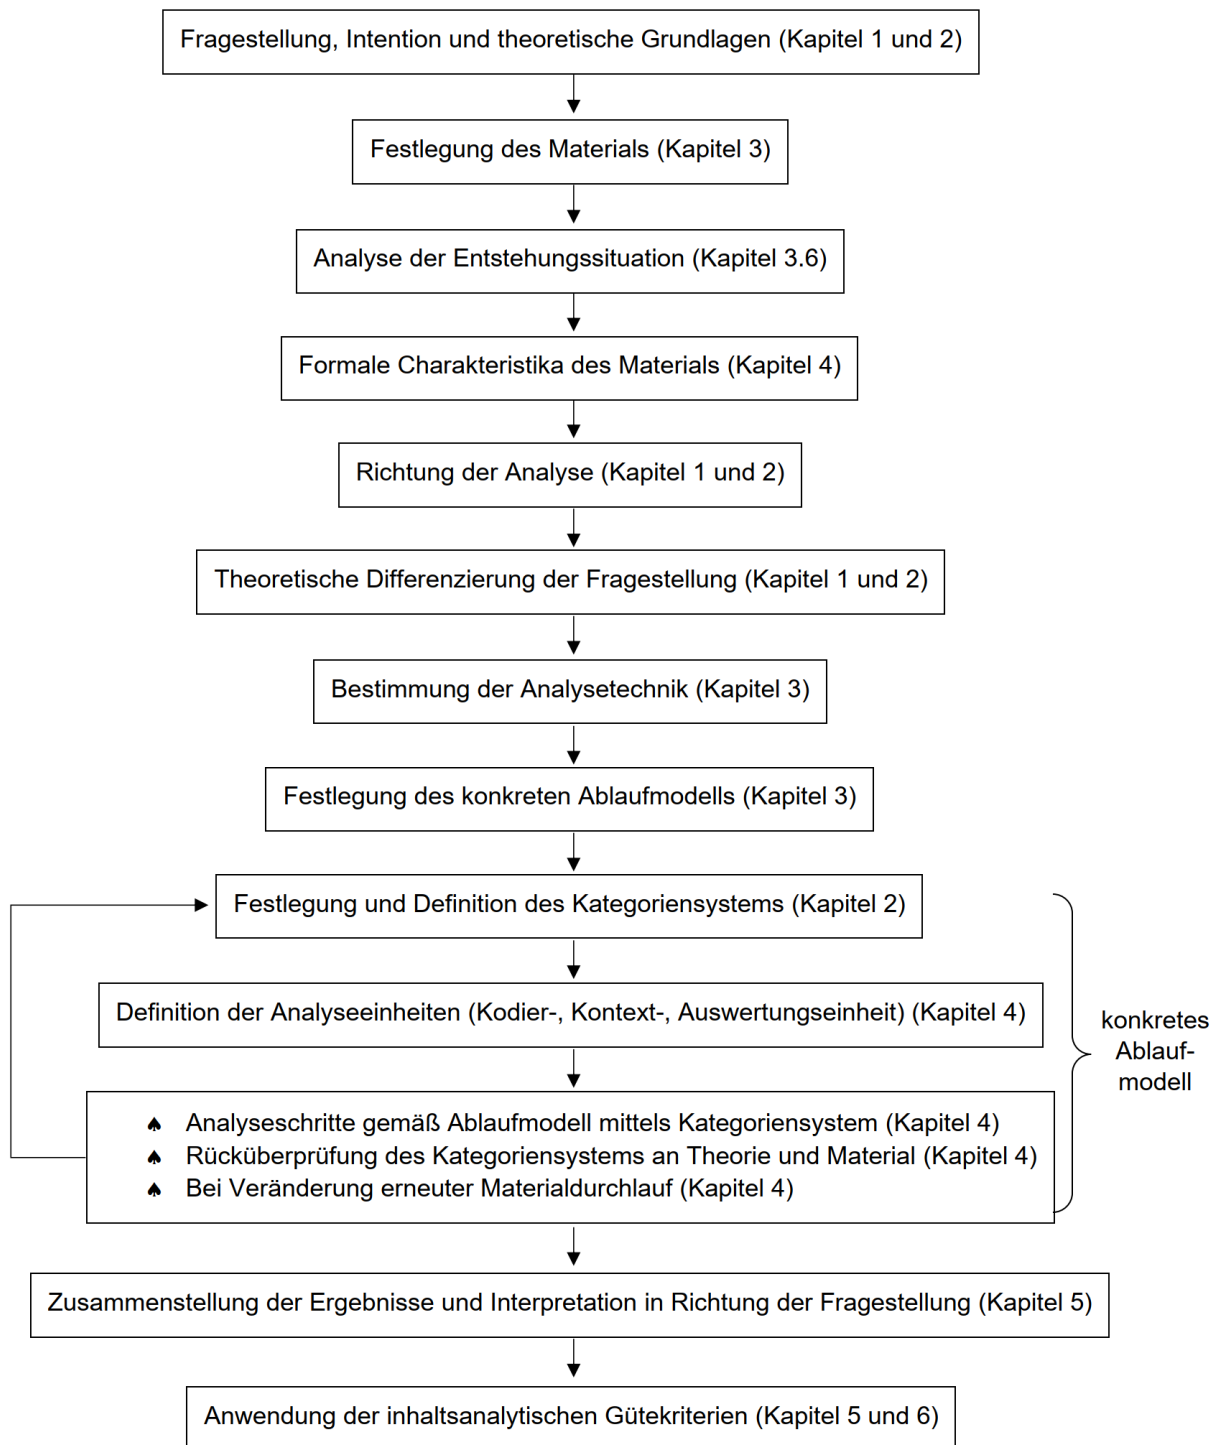 Fragestellung, Intention und theoretische Grundlagen (Kapitel 1 und 2)
Festlegung des Materials (Kapitel 3)
Analyse der Entstehungssituation (Kapitel 3.6)
Formale Charakteristika des Materials (Kapitel 4)
Richtung der Analyse (Kapitel 1 und 2)
Theoretische Differenzierung der Fragestellung (Kapitel 1 und 2)
Bestimmung der Analysetechnik (Kapitel 3)
Festlegung des konkreten Ablaufmodells (Kapitel 3)
Festlegung und Definition des Kategoriensystems (Kapitel 2)
Definition der Analyseeinheiten (Kodier-, Kontext-, Auswertungseinheit) (Kapitel 4)
♠ Analyseschritte gemäß Ablaufmodell mittels Kategoriensystem (Kapitel 4)
♠ Rücküberprüfung des Kategoriensystems an Theorie und Material (Kapitel 4)
♠ Bei Veränderung erneuter Materialdurchlauf (Kapitel 4)
konkretes
Ablauf-
modell
Zusammenstellung der Ergebnisse und Interpretation in Richtung der Fragestellung (Kapitel 5)
Anwendung der inhaltsanalytischen Gütekriterien (Kapitel 5 und 6)